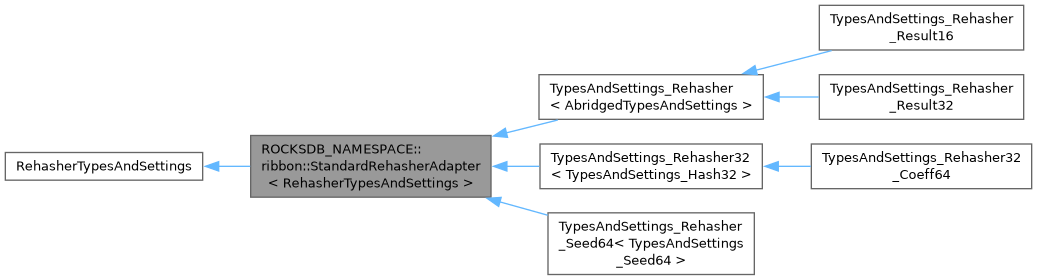 RehasherTypesAndSettings
ROCKSDB_NAMESPACE::
ribbon::StandardRehasherAdapter
< RehasherTypesAndSettings >
TypesAndSettings_Rehasher
< AbridgedTypesAndSettings >
TypesAndSettings_Rehasher
_Result16
TypesAndSettings_Rehasher
_Result32
TypesAndSettings_Rehasher32
< TypesAndSettings_Hash32 >
TypesAndSettings_Rehasher32
_Coeff64
TypesAndSettings_Rehasher
_Seed64< TypesAndSettings
_Seed64 >